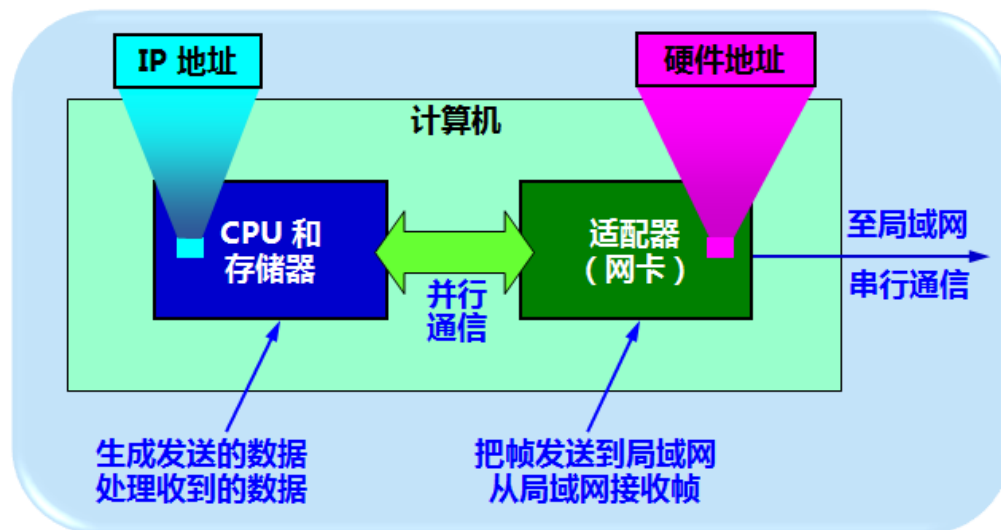 IP 地址
硬件地址
计算机
CPU 和
存储器
适配器
（网卡）
并行
通信
至局域网
串行通信
生成发送的数据
处理收到的数据
把帧发送到局域网
从局域网接收帧